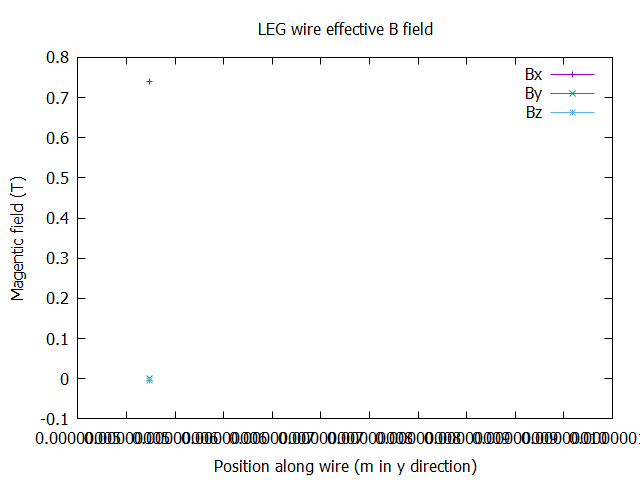 LEG wire effective B field
0.8
Bx
0.7
By
0.6
Bz
0.5
0.4
0.3
0.2
0.1
0
-0.1
Magentic field (T)
Position along wire (m in y direction)